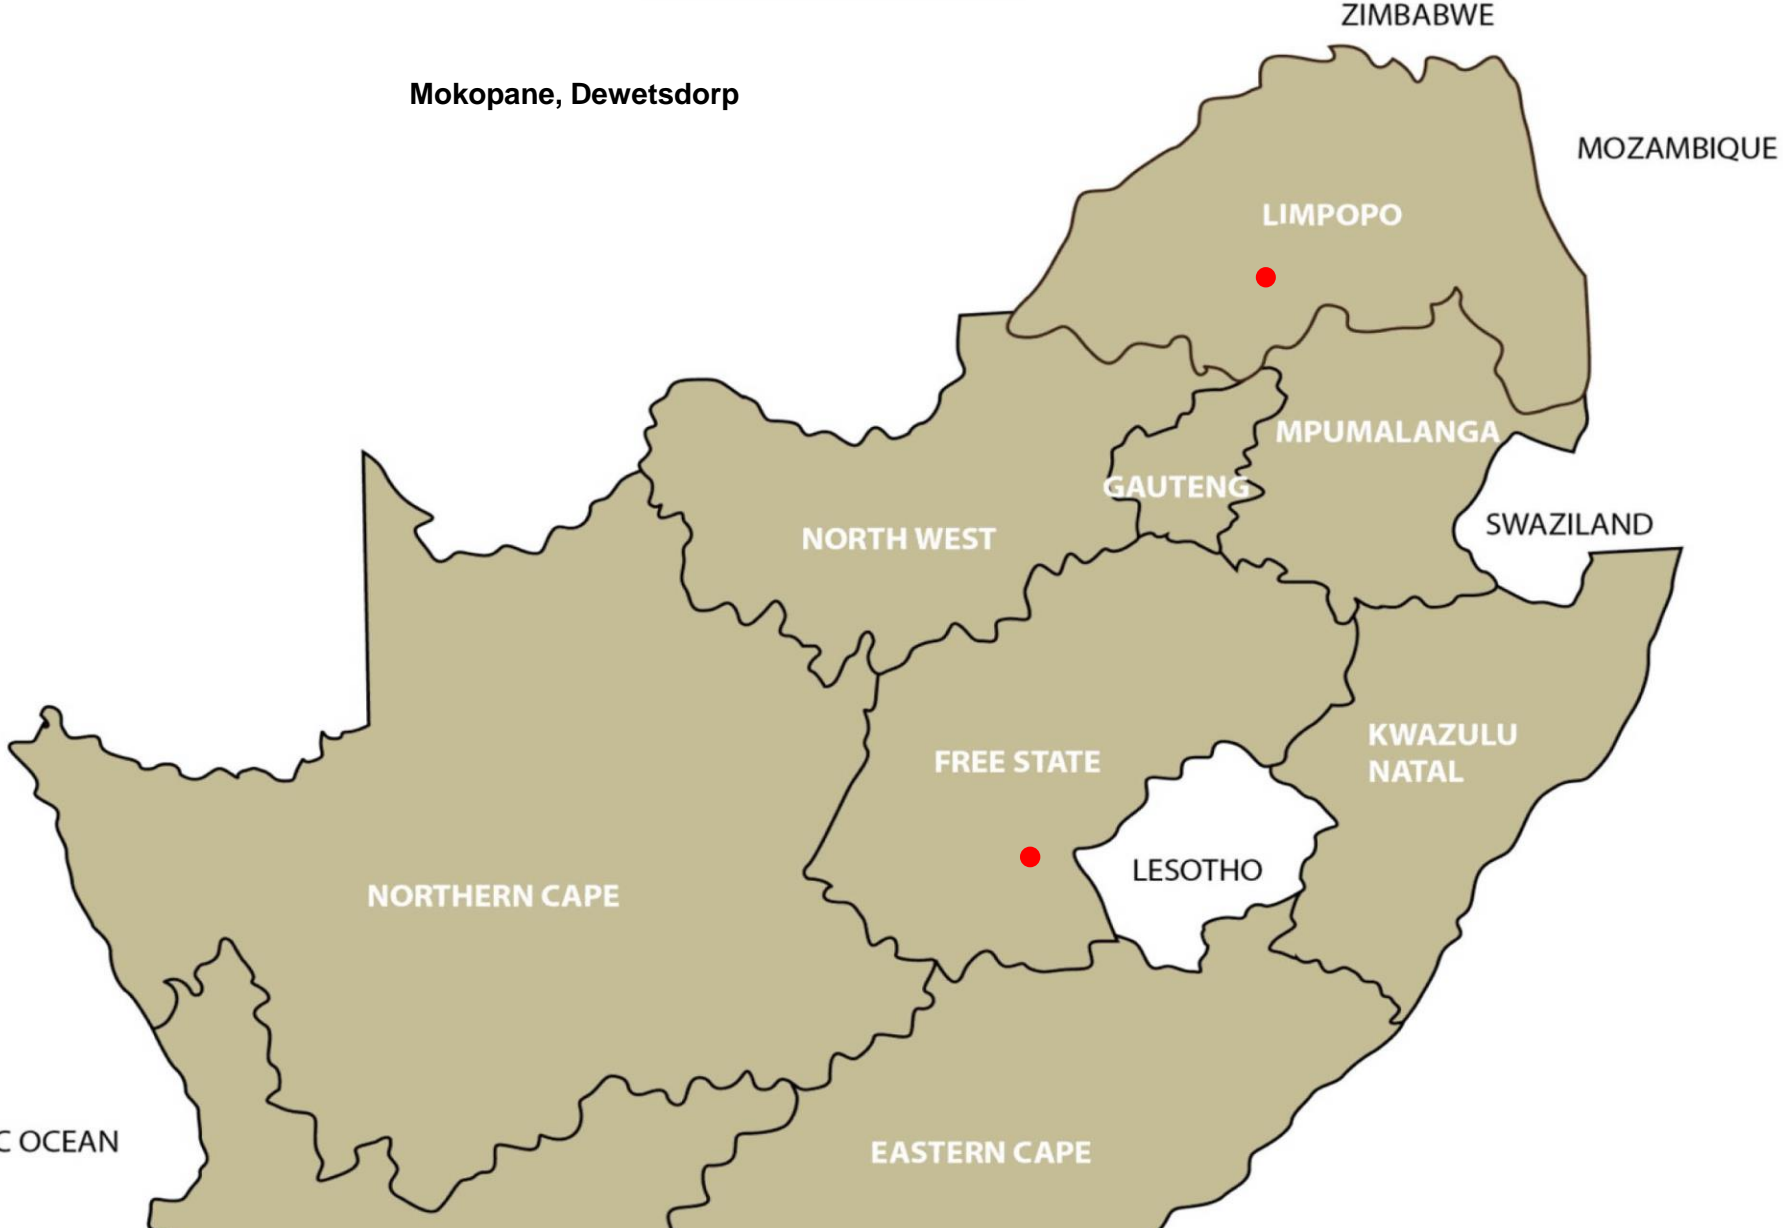 ZIMBABWE
Mokopane, Dewetsdorp
MOZAMBIQUE
LIMPOPO
MPUMALANGA
GAUTENG
SWAZILAND
NORTH WEST
KWAZULU
NATAL
FREE STATE
LESOTHO
NORTHERN CAPE
C OCEAN
EASTERN CAPE